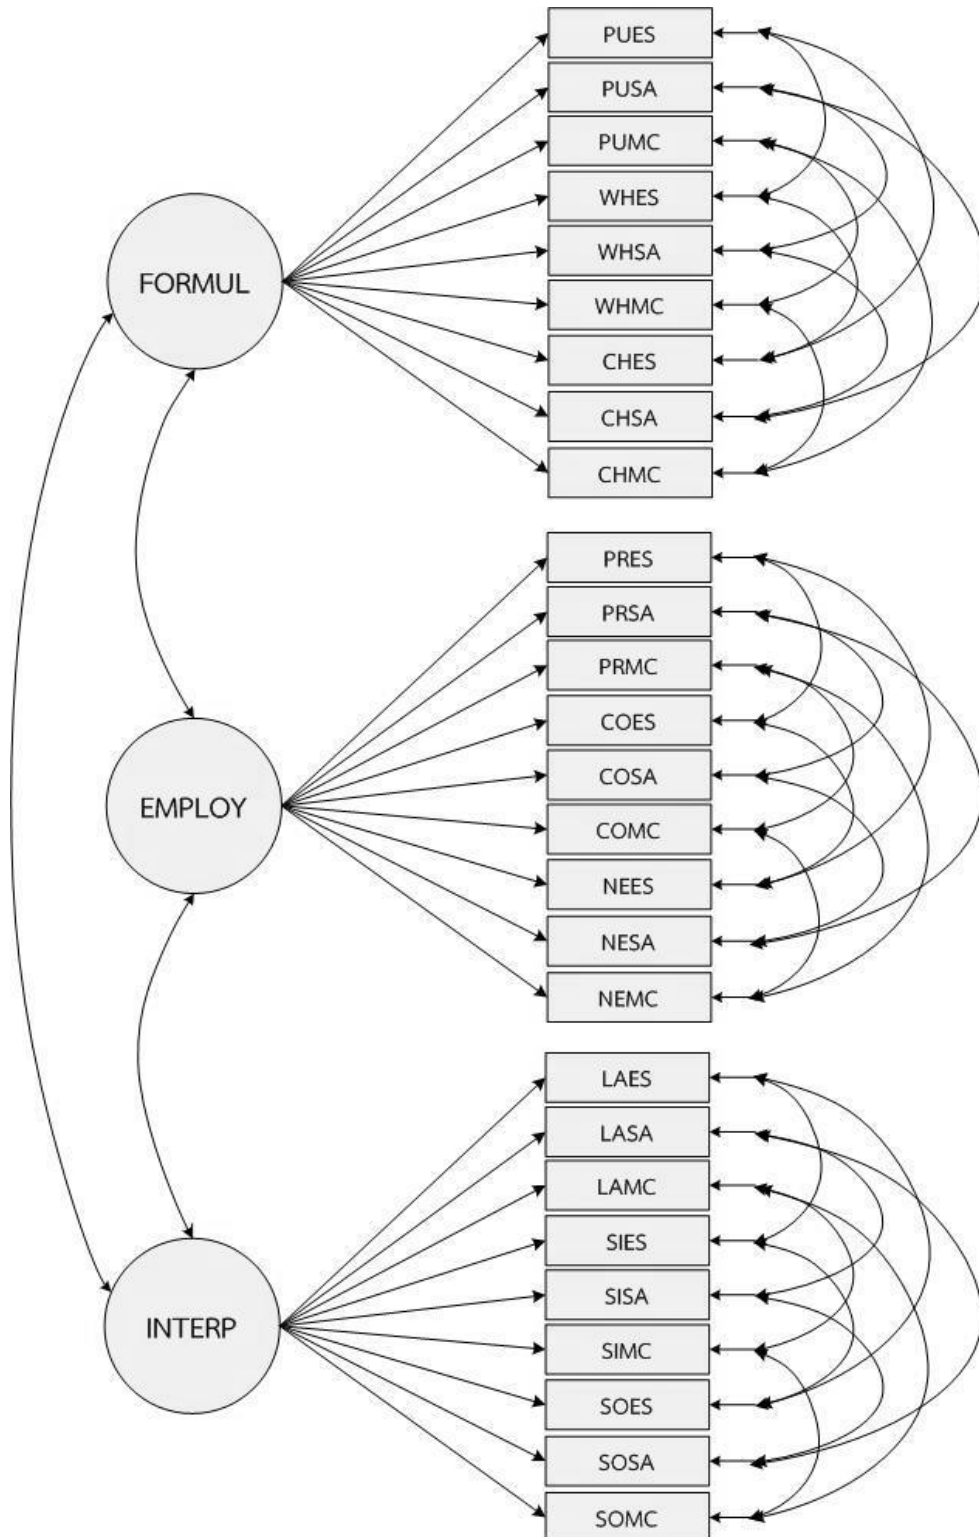 PUES
PUSA
PUMC
WHES
WHSA
FORMUL
WHMC
CHES
CHSA
CHMC
PRES
PRSA
PRMC
COES
COSA
EMPLOY
COMC
NEES
NESA
NEMC
LAES
LASA
LAMC
SIES
SISA
INTERP
SIMC
SOES
SOSA
SOMC